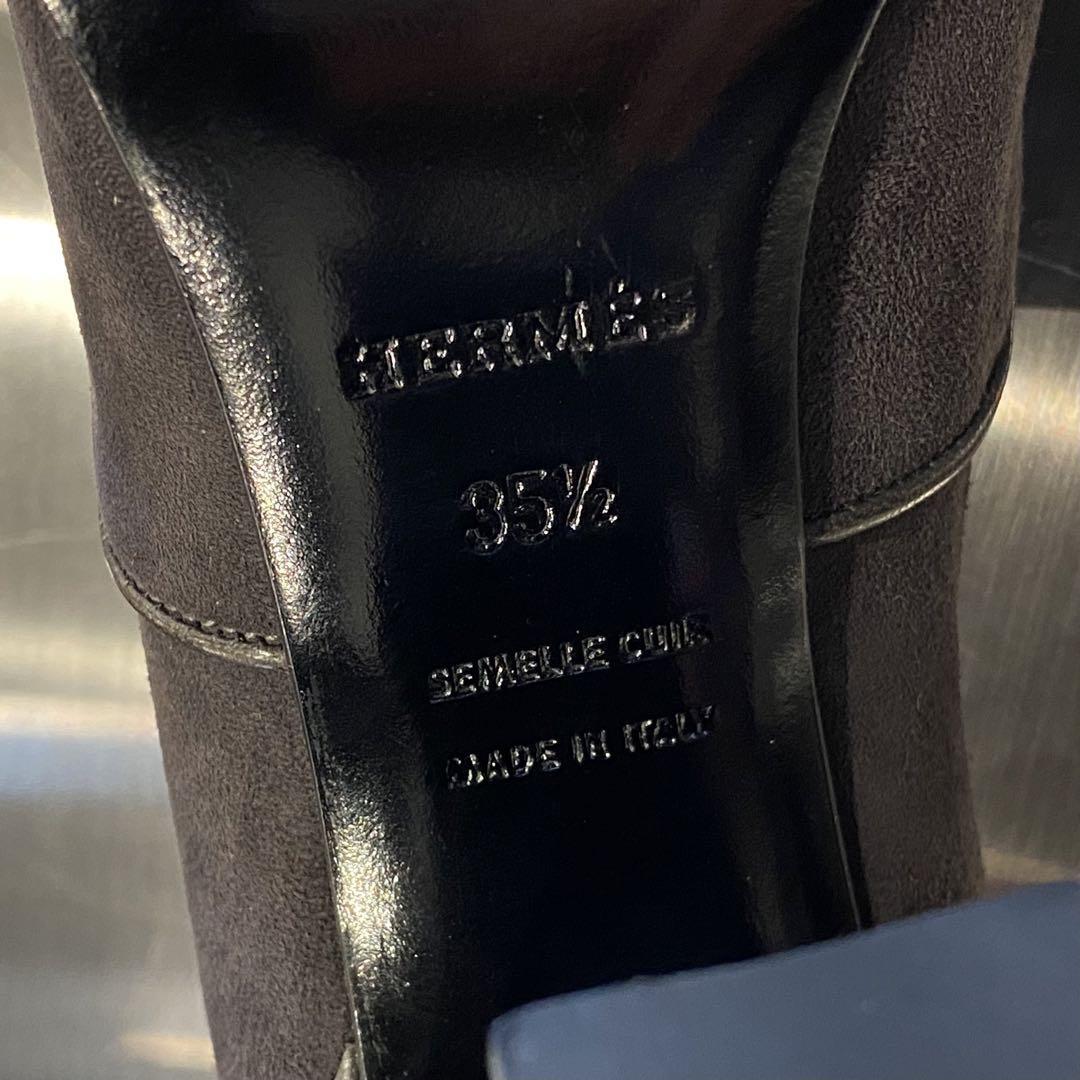 HERMÈS
35½
SEMELLE CUIR
MADE IN ITALY